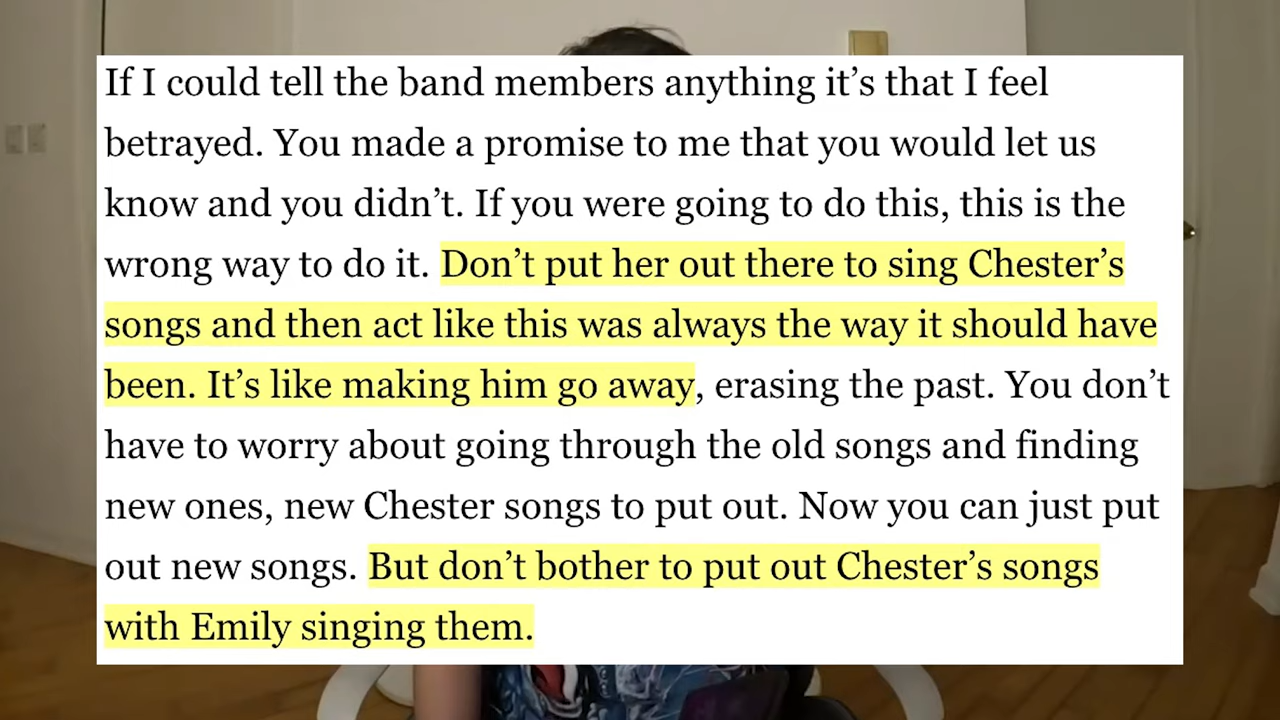 If I could tell the band members anything it’s that I feel
betrayed. You made a promise to me that you would let us
know and you didn’t. If you were going to do this, this is the
wrong way to do it. Don’t put her out there to sing Chester’s
songs and then act like this was always the way it should have
been. It’s like making him go away, erasing the past. You don’t
have to worry about going through the old songs and finding
new ones, new Chester songs to put out. Now you can just put
out new songs. But don’t bother to put out Chester’s songs
with Emily singing them.